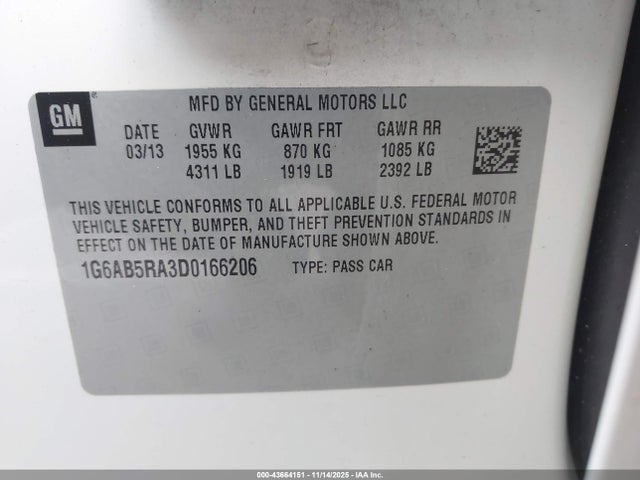 GM
MFD BY GENERAL MOTORS LLC
DATE GVWR GAWR FRT GAWR RR
03/13 1955 KG 870 KG 1085 KG
4311 LB 1919 LB 2392 LB
THIS VEHICLE CONFORMS TO ALL APPLICABLE U.S. FEDERAL MOTOR
VEHICLE SAFETY, BUMPER, AND THEFT PREVENTION STANDARDS IN
EFFECT ON THE DATE OF MANUFACTURE SHOWN ABOVE.
1G6AB5RA3D0166206 TYPE: PASS CAR
000-43664151 - 11/14/2025 - IAA Inc.